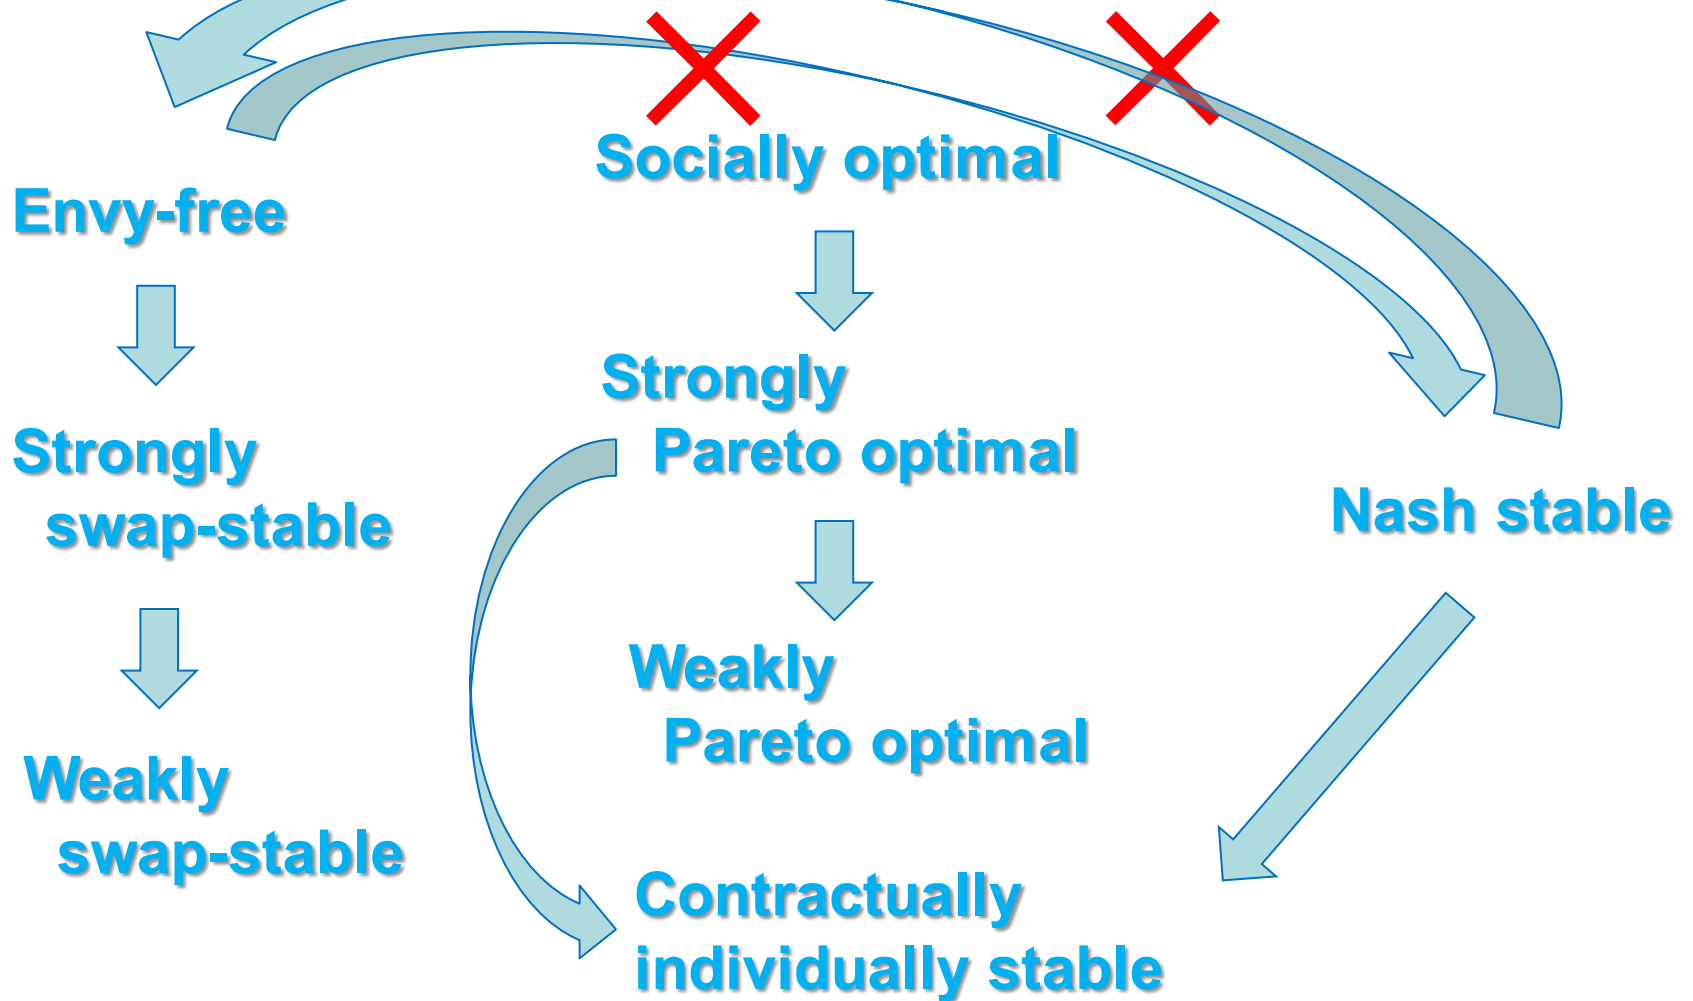 Socially optimal
Envy-free
Strongly
Pareto optimal
Strongly
swap-stable
Nash stable
Weakly
Pareto optimal
Weakly
swap-stable
Contractually
individually stable